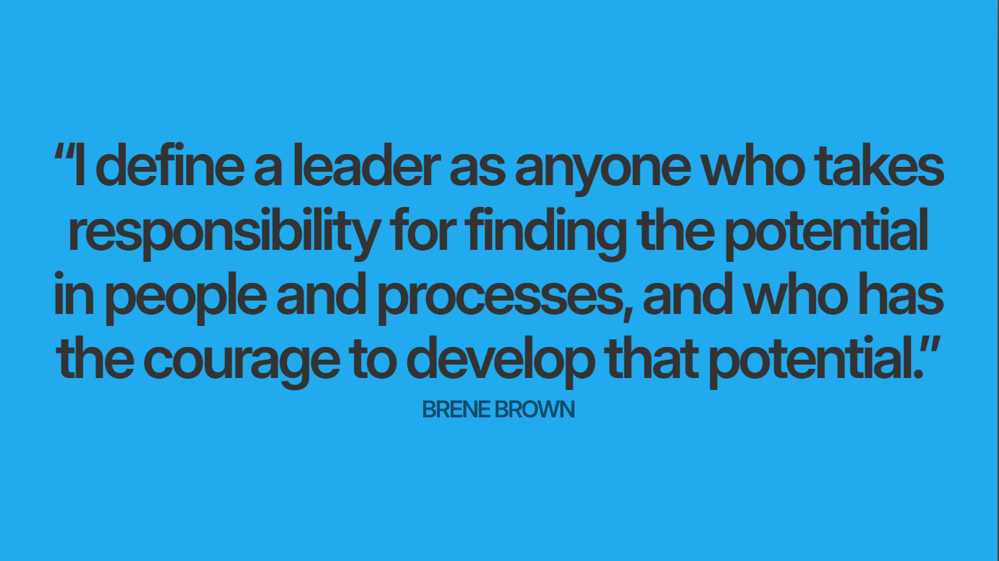 “I define a leader as anyone who takes
responsibility for finding the potential
in people and processes, and who has
the courage to develop that potential.”
BRENE BROWN